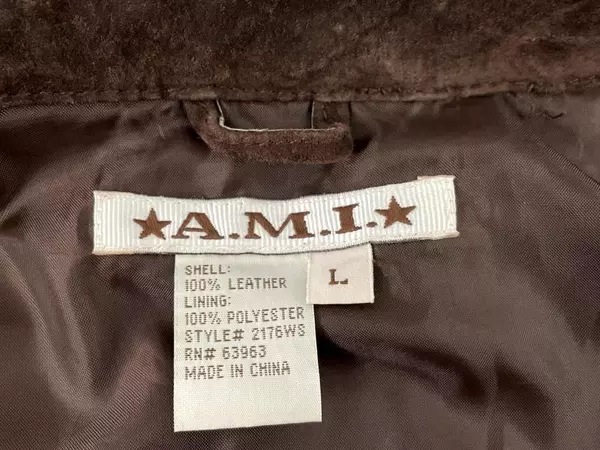 ★A.M.I.★
SHELL:
100% LEATHER
LINING:
100% POLYESTER
STYLE# 2176WS
RN# 63963
MADE IN CHINA
L